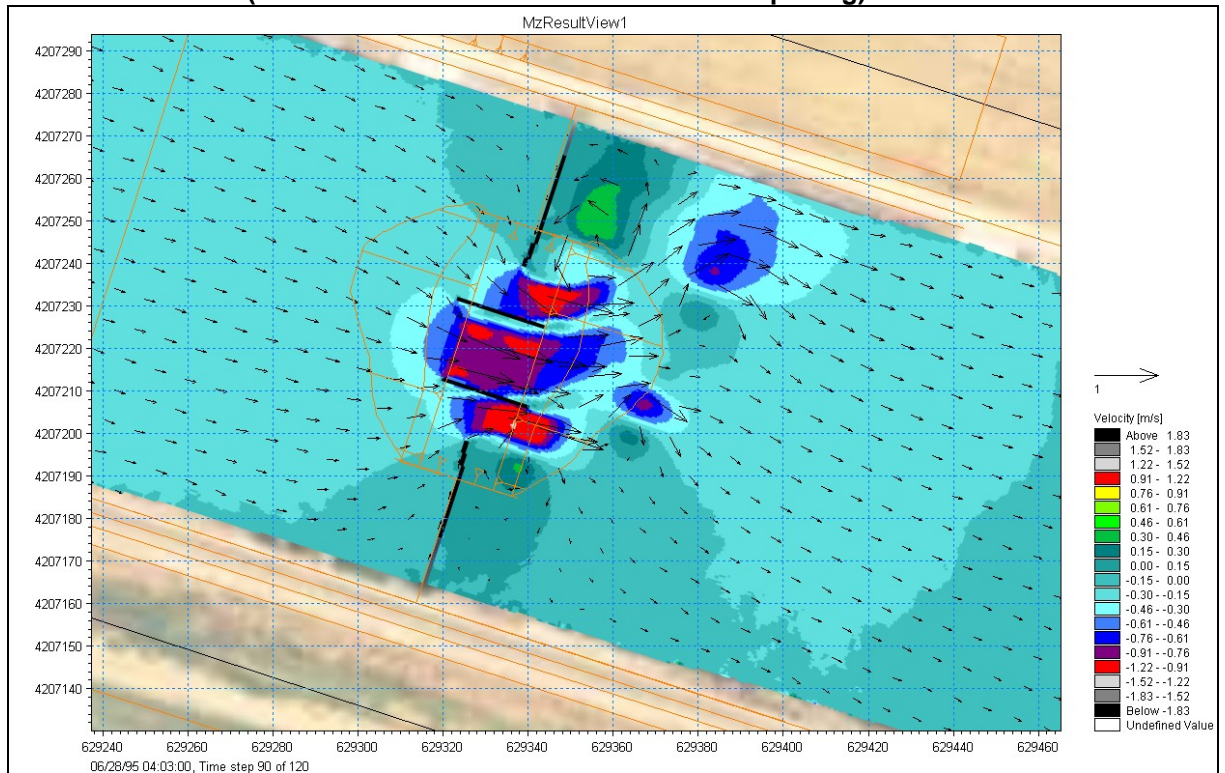 MzResultView1
4207290
4207280
4207270
4207260
4207250
4207240
4207230
4207220
4207210
4207200
4207190
4207180
4207170
4207160
4207150
4207140
629240 629260 629280 629300 629320 629340 629360 629380 629400 629420 629440 629460
06/28/95 04:03:00, Time step 90 of 120
1
Velocity [m/s]
Above 1.83
1.52 - 1.83
1.22 - 1.52
0.91 - 1.22
0.76 - 0.91
0.61 - 0.76
0.46 - 0.61
0.30 - 0.46
0.15 - 0.30
0.00 - 0.15
-0.15 - 0.00
-0.30 - -0.15
-0.46 - -0.30
-0.61 - -0.46
-0.76 - -0.61
-0.91 - -0.76
-1.22 - -0.91
-1.52 - -1.22
-1.83 - -1.52
Below -1.83
Undefined Value